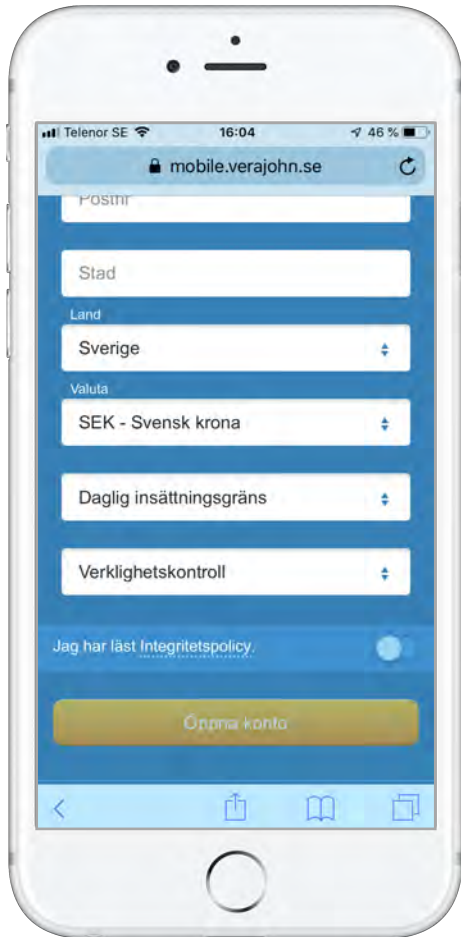 Telenor SE 16:04 46 %
mobile.verajohn.se
Postnr
Stad
Land
Sverige
Valuta
SEK - Svensk krona
Daglig insättningsgräns
Verklighetskontroll
Jag har läst Integritetspolicy.
Öppna konto